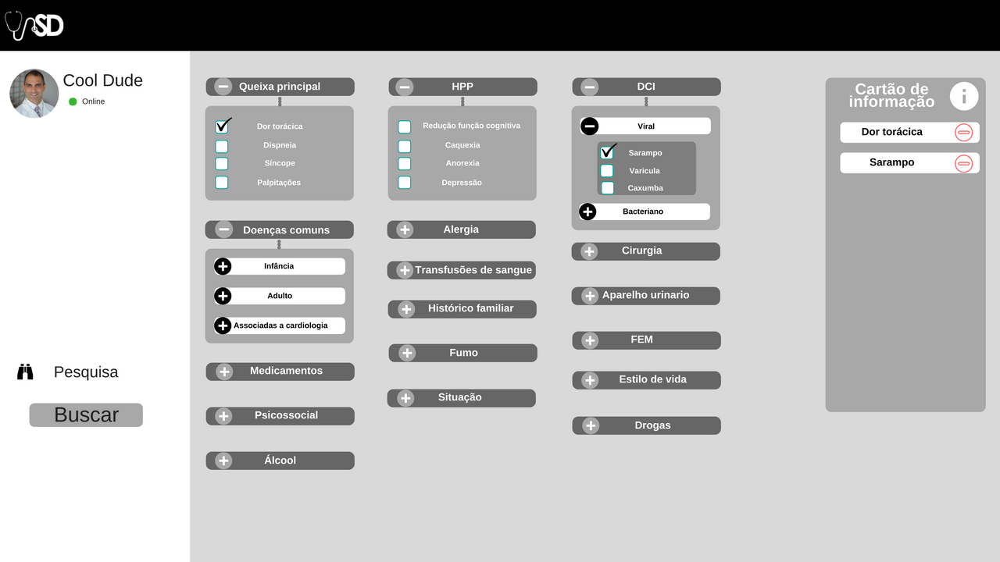 SD
Cool Dude
Online
Pesquisa
Buscar
Queixa principal
Dor torácica
Dispneia
Síncope
Palpitações
Doenças comuns
Infância
Adulto
Associadas a cardiologia
Medicamentos
Psicossocial
Álcool
HPP
Redução função cognitiva
Caquexia
Anorexia
Depressão
Alergia
Transfusões de sangue
Histórico familiar
Fumo
Situação
DCI
Viral
Sarampo
Varicula
Caxumba
Bacteriano
Cirurgia
Aparelho urinario
FEM
Estilo de vida
Drogas
Cartão de
informação
i
Dor torácica
Sarampo